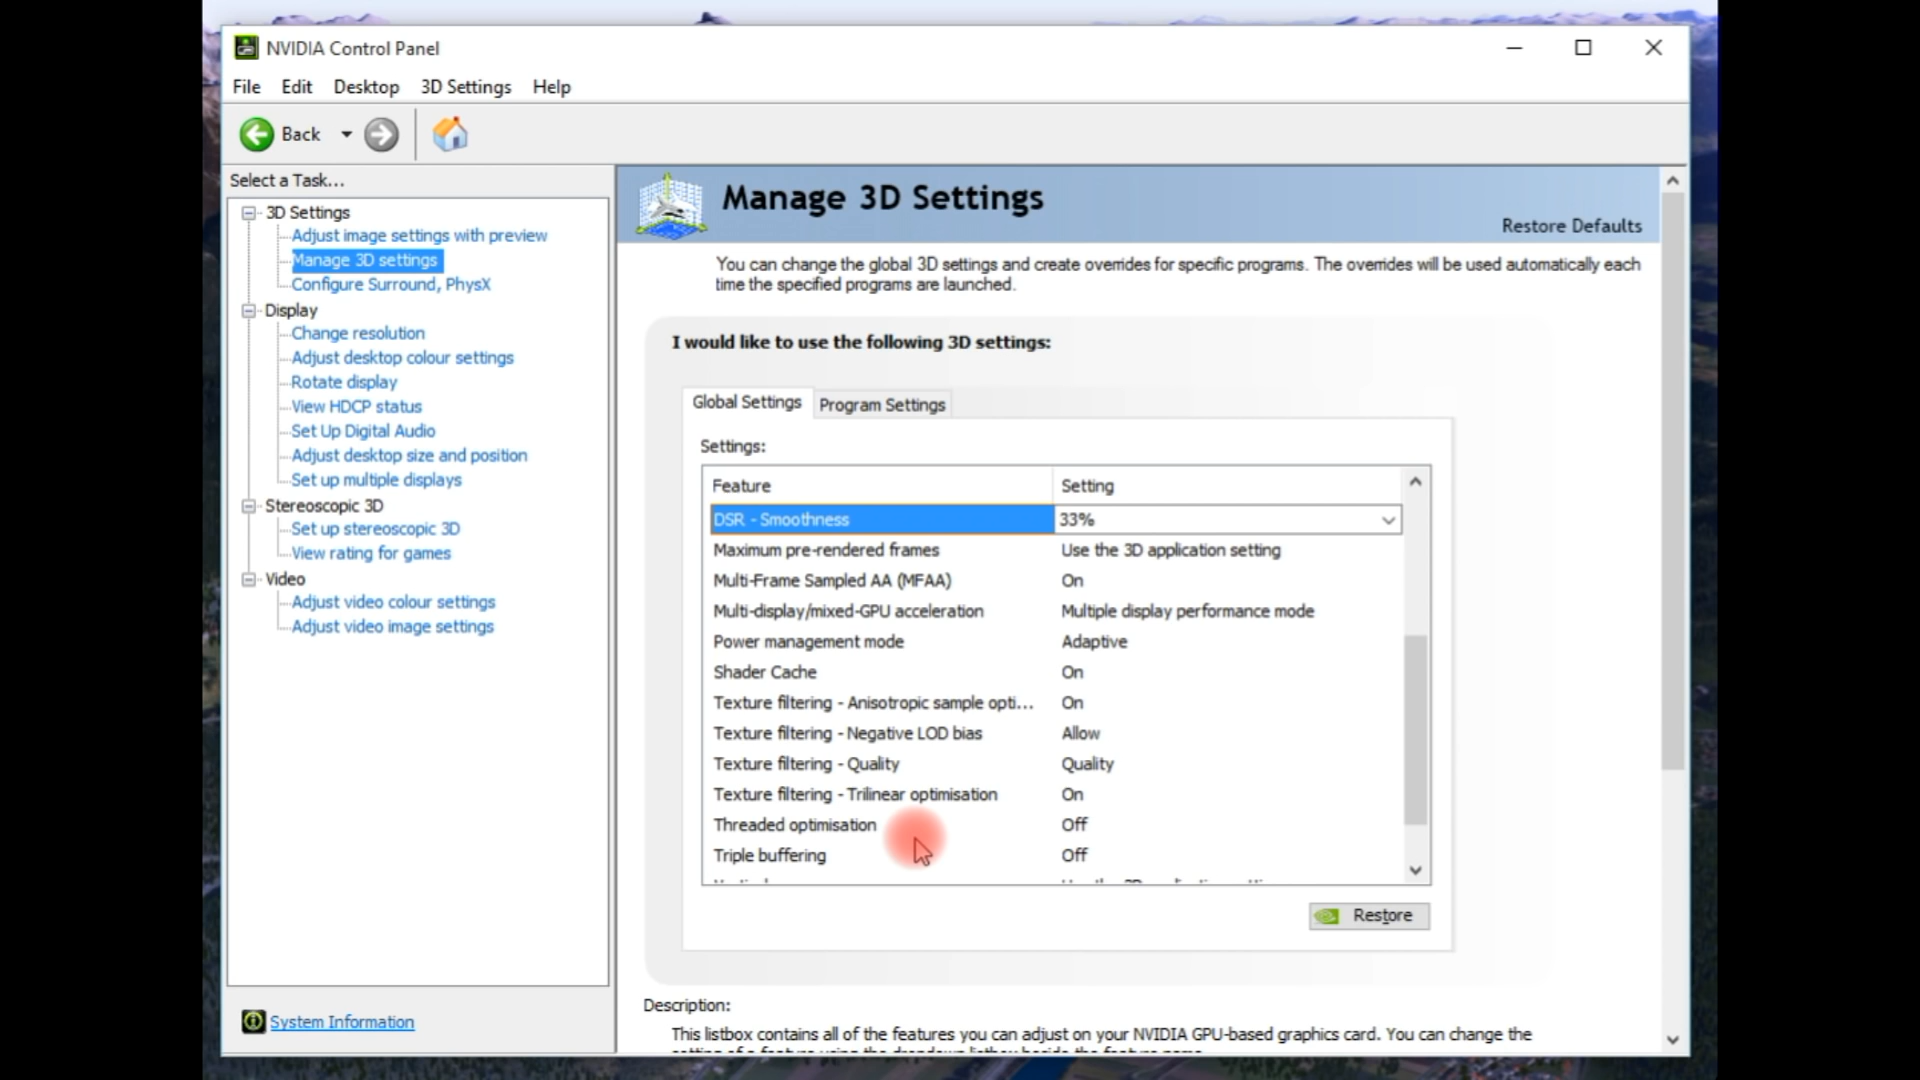 NVIDIA Control Panel
File Edit Desktop 3D Settings Help
Back
Select a Task...
3D Settings
Adjust image settings with preview
Manage 3D settings
Configure Surround, PhysX
Display
Change resolution
Adjust desktop colour settings
Rotate display
View HDCP status
Set Up Digital Audio
Adjust desktop size and position
Set up multiple displays
Stereoscopic 3D
Set up stereoscopic 3D
View rating for games
Video
Adjust video colour settings
Adjust video image settings
System Information
Manage 3D Settings
Restore Defaults
You can change the global 3D settings and create overrides for specific programs. The overrides will be used automatically each
time the specified programs are launched.
I would like to use the following 3D settings:
Global Settings Program Settings
Settings:
Feature Setting
DSR - Smoothness 33%
Maximum pre-rendered frames Use the 3D application setting
Multi-Frame Sampled AA (MFAA) On
Multi-display/mixed-GPU acceleration Multiple display performance mode
Power management mode Adaptive
Shader Cache On
Texture filtering - Anisotropic sample opti... On
Texture filtering - Negative LOD bias Allow
Texture filtering - Quality Quality
Texture filtering - Trilinear optimisation On
Threaded optimisation Off
Triple buffering Off
Restore
Description:
This listbox contains all of the features you can adjust on your NVIDIA GPU-based graphics card. You can change the